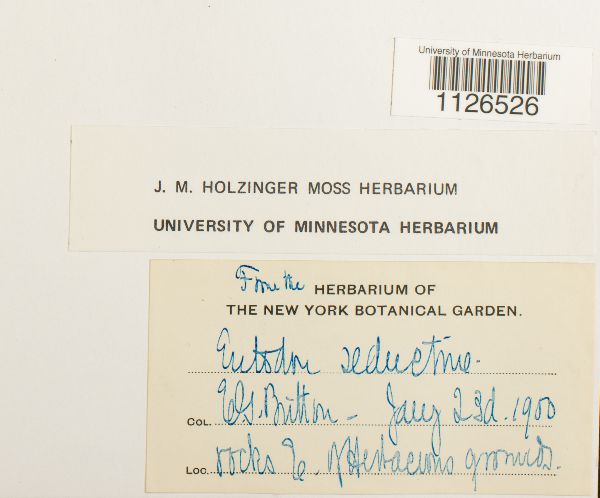 University of Minnesota Herbarium
1126526
J. M. HOLZINGER MOSS HERBARIUM
UNIVERSITY OF MINNESOTA HERBARIUM
From the HERBARIUM OF
THE NEW YORK BOTANICAL GARDEN.
Entodon seductrix.
COL. E.G. Britton – Jany 23d. 1900
LOC. rocks E. of Herbaceous grounds.